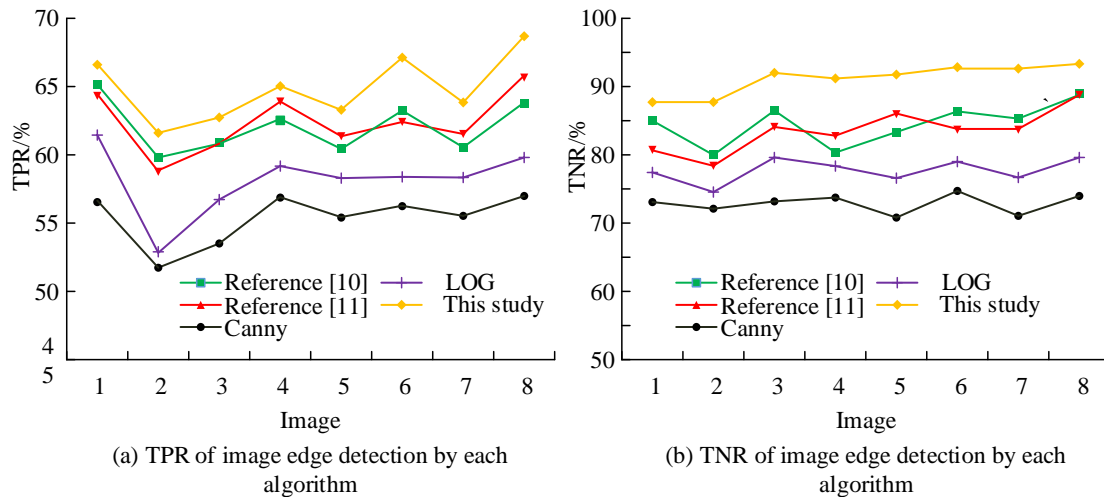 70
65
60
55
50
4
5
TPR/%
Reference [10]
LOG
Reference [11]
This study
Canny
1 2 3 4 5 6 7 8
Image
(a) TPR of image edge detection by each
algorithm
100
90
80
70
60
50
TNR/%
`
Reference [10]
LOG
Reference [11]
This study
Canny
1 2 3 4 5 6 7 8
Image
(b) TNR of image edge detection by each
algorithm